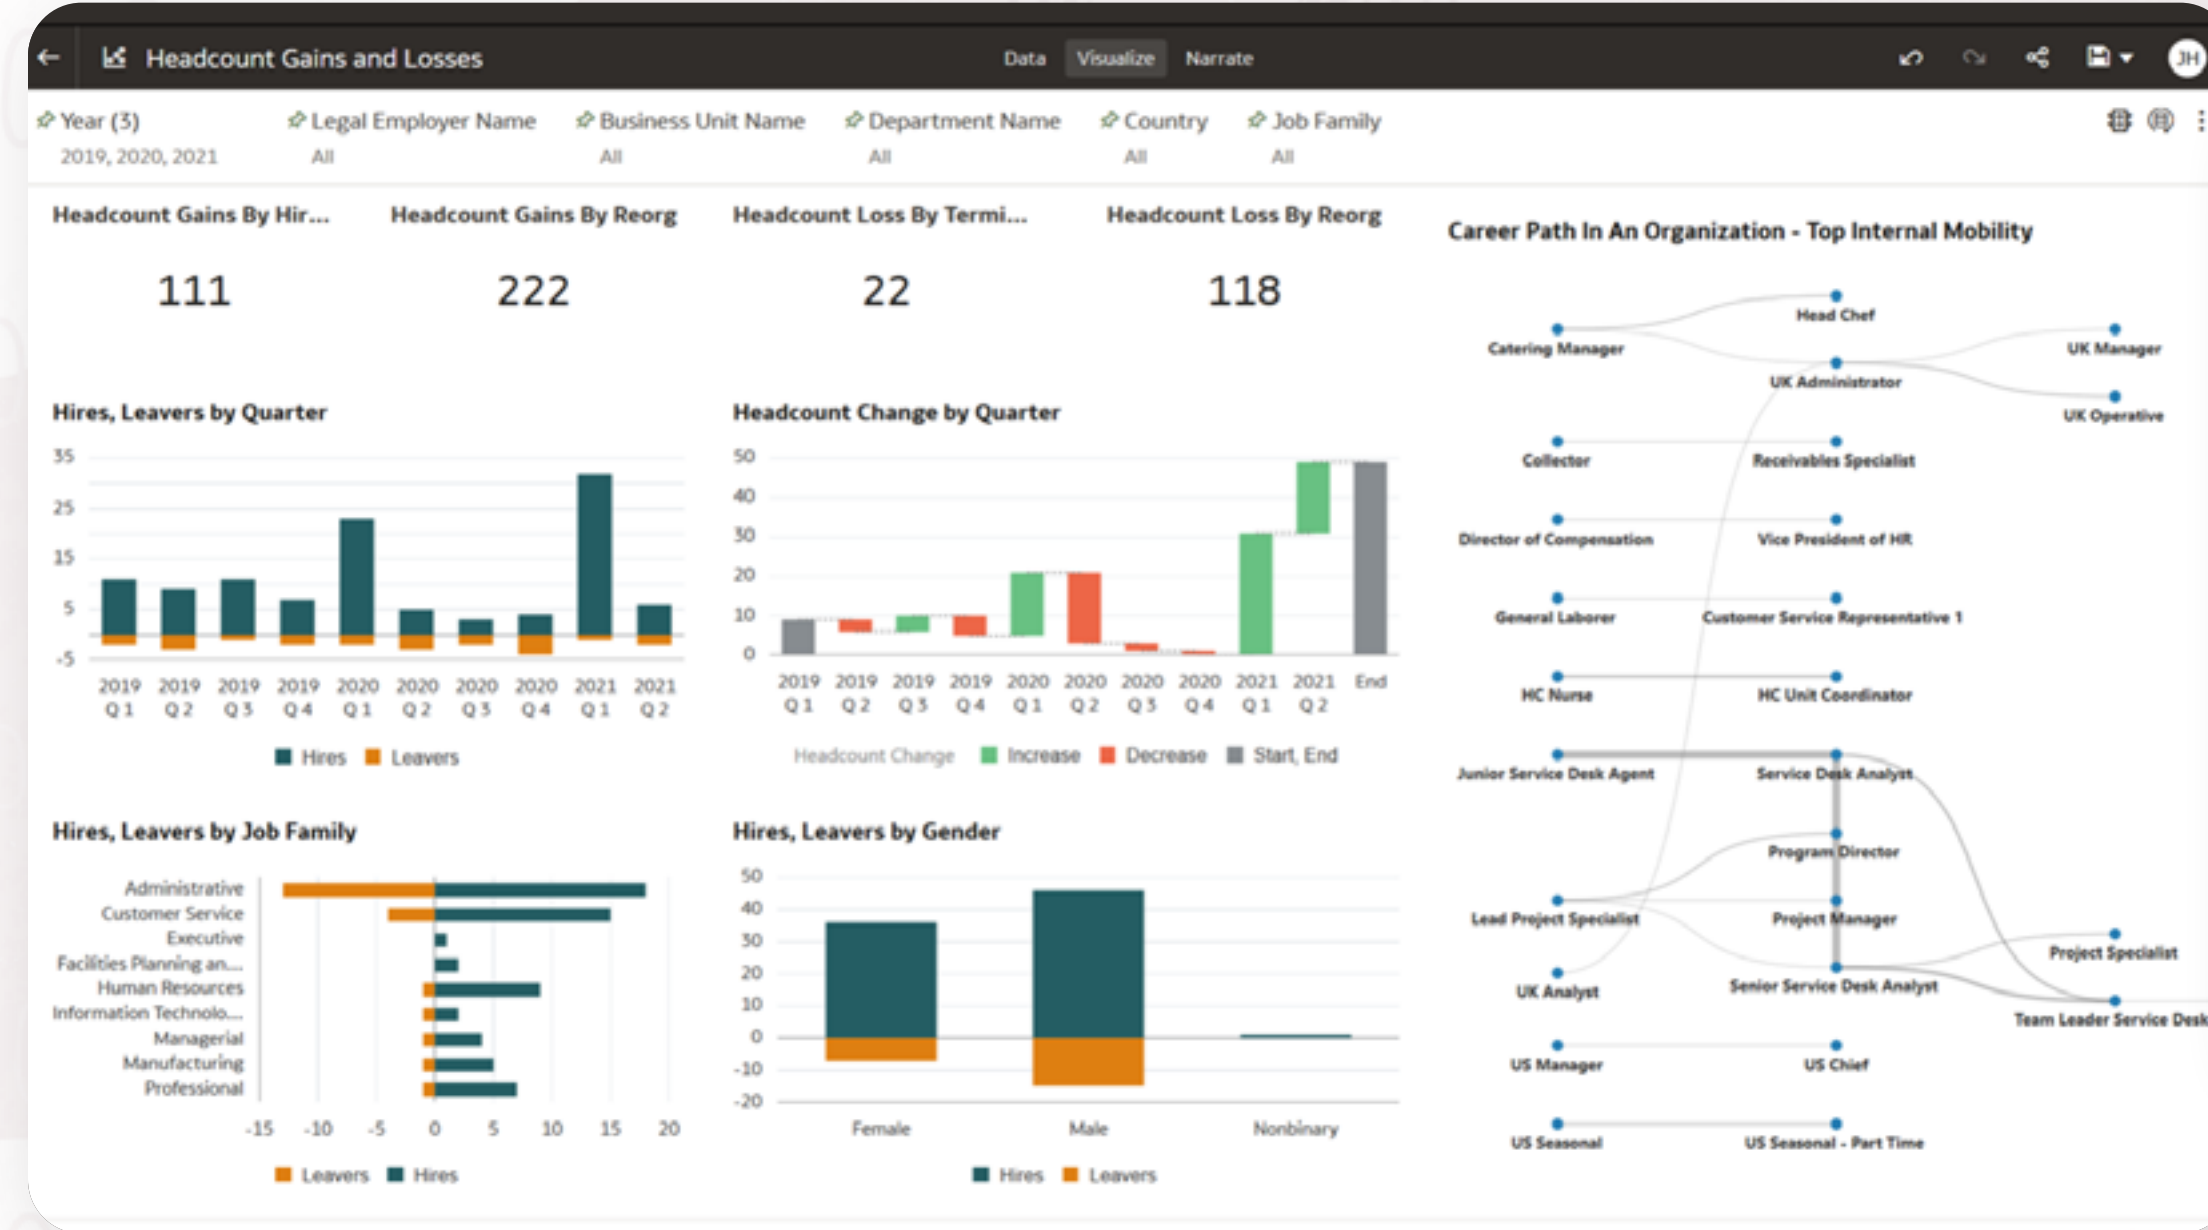 Headcount Gains and Losses
Data Visualize Narrate
JH
Year (3) Legal Employer Name Business Unit Name Department Name Country Job Family
2019, 2020, 2021 All All All All All
Headcount Gains By Hir... Headcount Gains By Reorg Headcount Loss By Termi... Headcount Loss By Reorg
111 222 22 118
Hires, Leavers by Quarter
35
25
15
5
-5
2019 2019 2019 2019 2020 2020 2020 2020 2021 2021
Q1 Q2 Q3 Q4 Q1 Q2 Q3 Q4 Q1 Q2
Hires Leavers
Headcount Change by Quarter
50
40
30
20
10
0
2019 2019 2019 2019 2020 2020 2020 2020 2021 2021 End
Q1 Q2 Q3 Q4 Q1 Q2 Q3 Q4 Q1 Q2
Headcount Change Increase Decrease Start, End
Hires, Leavers by Job Family
Administrative
Customer Service
Executive
Facilities Planning an....
Human Resources
Information Technolo....
Managerial
Manufacturing
Professional
-15 -10 -5 0 5 10 15 20
Leavers Hires
Hires, Leavers by Gender
50
40
30
20
10
0
-10
-20
Female Male Nonbinary
Hires Leavers
Career Path In An Organization - Top Internal Mobility
Head Chef
Catering Manager UK Manager
UK Administrator
UK Operative
Collector Receivables Specialist
Director of Compensation Vice President of HR
General Laborer Customer Service Representative 1
HC Nurse HC Unit Coordinator
Junior Service Desk Agent Service Desk Analyst
Program Director
Lead Project Specialist Project Manager
Project Specialist
UK Analyst Senior Service Desk Analyst
Team Leader Service Desk
US Manager US Chief
US Seasonal US Seasonal - Part Time